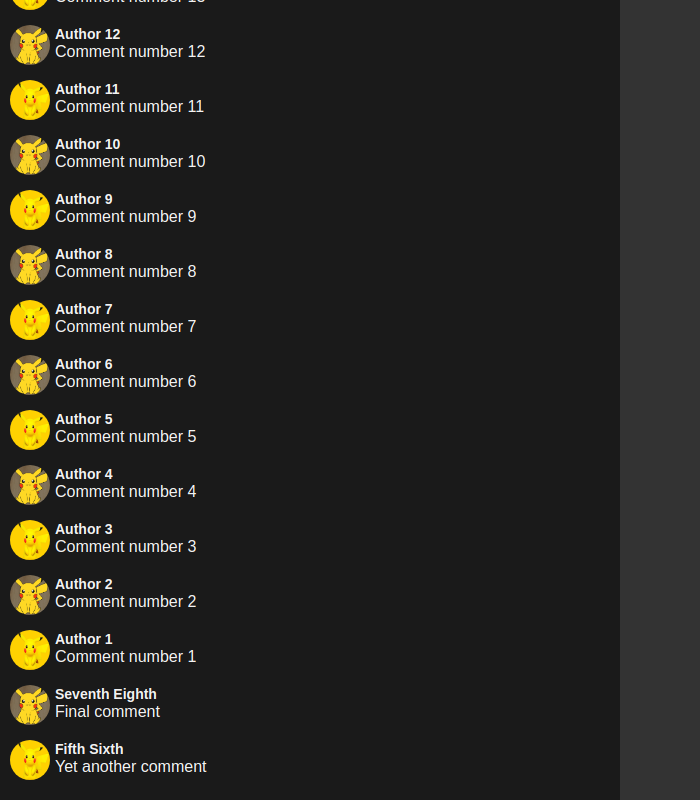 Author 12
Comment number 12
Author 11
Comment number 11
Author 10
Comment number 10
Author 9
Comment number 9
Author 8
Comment number 8
Author 7
Comment number 7
Author 6
Comment number 6
Author 5
Comment number 5
Author 4
Comment number 4
Author 3
Comment number 3
Author 2
Comment number 2
Author 1
Comment number 1
Seventh Eighth
Final comment
Fifth Sixth
Yet another comment